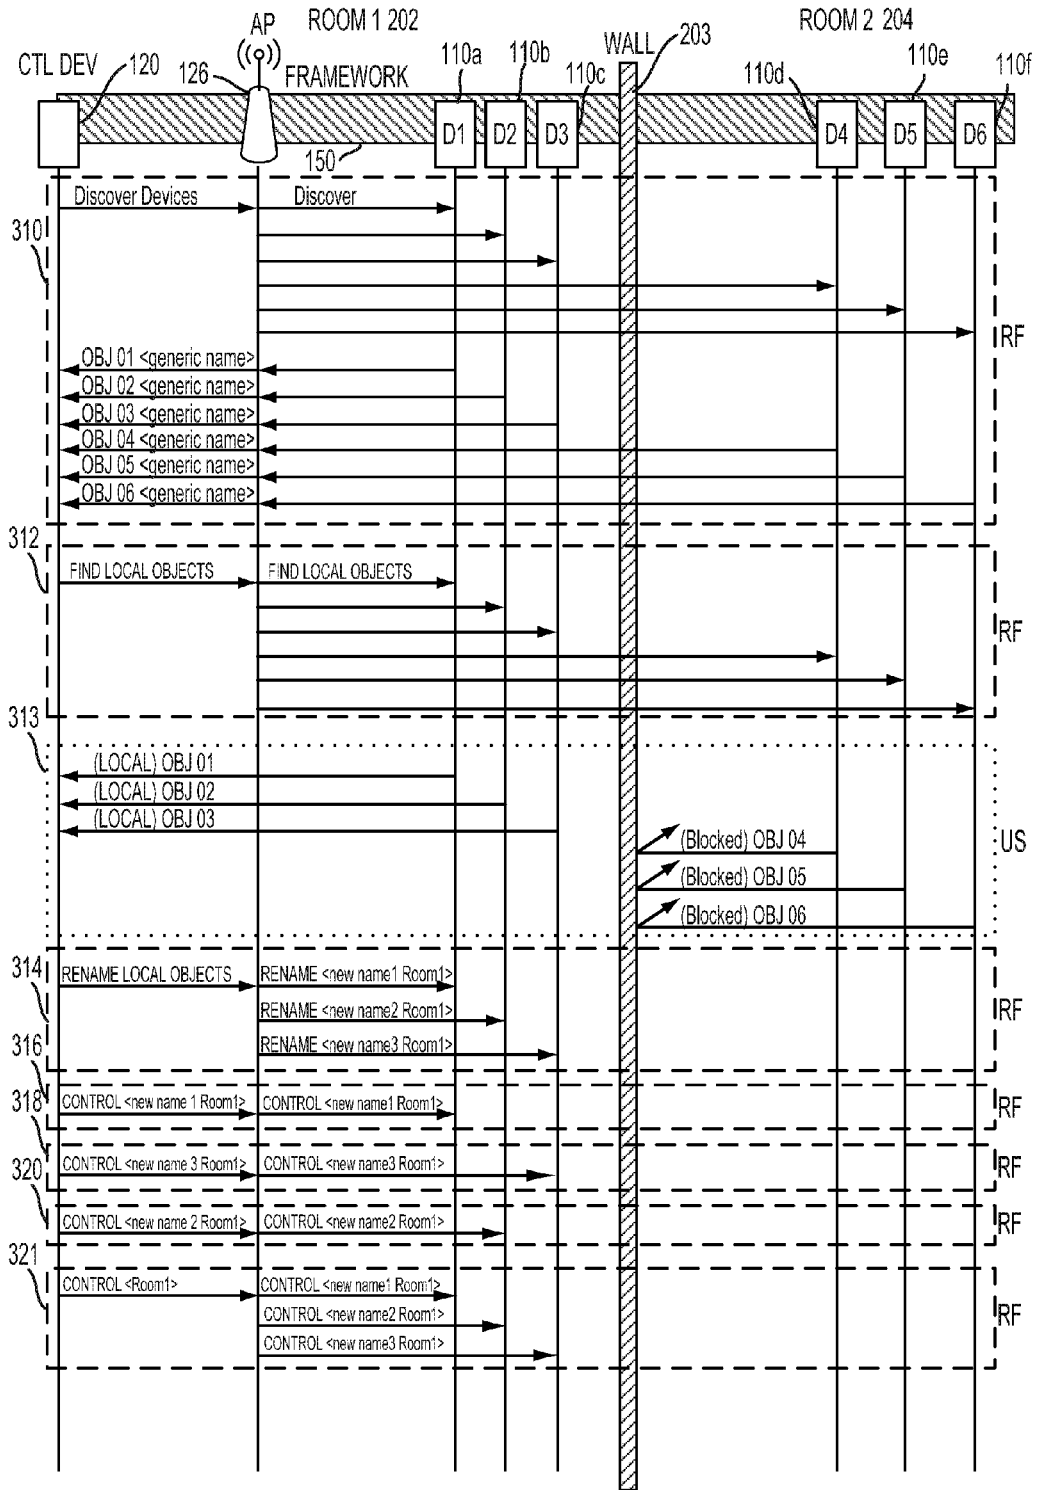 AP
ROOM 1 202
ROOM 2 204
WALL
203
CTL DEV
120
126
FRAMEWORK
110a
110b
110c
110d
110e
110f
D1
D2
D3
D4
D5
D6
150
310
Discover Devices
Discover
RF
OBJ 01 <generic name>
OBJ 02 <generic name>
OBJ 03 <generic name>
OBJ 04 <generic name>
OBJ 05 <generic name>
OBJ 06 <generic name>
312
FIND LOCAL OBJECTS
FIND LOCAL OBJECTS
RF
313
(LOCAL) OBJ 01
(LOCAL) OBJ 02
(LOCAL) OBJ 03
(Blocked) OBJ 04
US
(Blocked) OBJ 05
(Blocked) OBJ 06
314
RENAME LOCAL OBJECTS
RENAME <new name1 Room1>
RENAME <new name2 Room1>
RF
RENAME <new name3 Room1>
316
CONTROL <new name 1 Room1>
CONTROL <new name1 Room1>
RF
318
CONTROL <new name 3 Room1>
CONTROL <new name3 Room1>
RF
320
CONTROL <new name 2 Room1>
CONTROL <new name2 Room1>
RF
321
CONTROL <Room1>
CONTROL <new name1 Room1>
CONTROL <new name2 Room1>
RF
CONTROL <new name3 Room1>